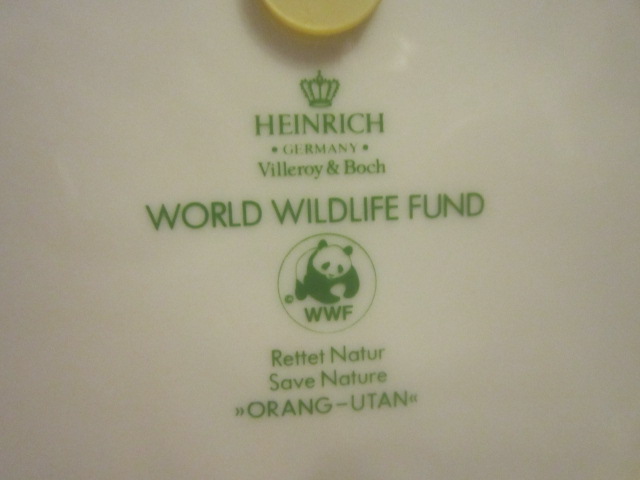 HEINRICH
• GERMANY •
Villeroy & Boch
WORLD WILDLIFE FUND
©
WWF
Rettet Natur
Save Nature
»ORANG-UTAN«